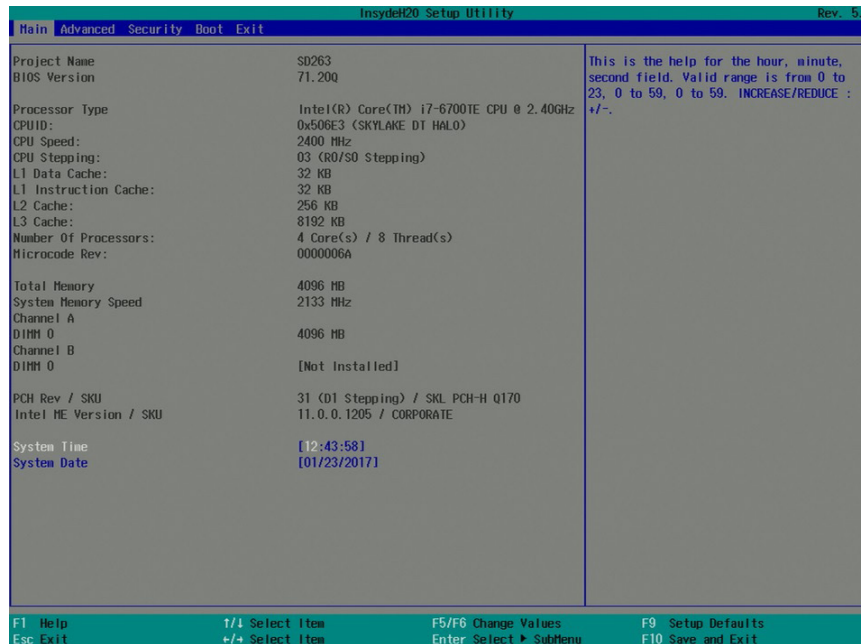 InsydeH20 Setup Utility Rev. 5.
Main Advanced Security Boot Exit
Project Name SD263
BIOS Version 71.20Q
Processor Type Intel(R) Core(TM) i7-6700TE CPU @ 2.40GHz
CPUID: 0x506E3 (SKYLAKE DT HALO)
CPU Speed: 2400 MHz
CPU Stepping: 03 (R0/S0 Stepping)
L1 Data Cache: 32 KB
L1 Instruction Cache: 32 KB
L2 Cache: 256 KB
L3 Cache: 8192 KB
Number Of Processors: 4 Core(s) / 8 Thread(s)
Microcode Rev: 0000006A
Total Memory 4096 MB
System Memory Speed 2133 MHz
Channel A
DIMM 0 4096 MB
Channel B
DIMM 0 [Not Installed]
PCH Rev / SKU 31 (D1 Stepping) / SKL PCH-H Q170
Intel ME Version / SKU 11.0.0.1205 / CORPORATE
System Time [12:43:58]
System Date [01/23/2017]
This is the help for the hour, minute,
second field. Valid range is from 0 to
23, 0 to 59, 0 to 59. INCREASE/REDUCE :
+/-.
F1 Help ↑/↓ Select Item F5/F6 Change Values F9 Setup Defaults
Esc Exit ←/→ Select Item Enter Select ▶ SubMenu F10 Save and Exit